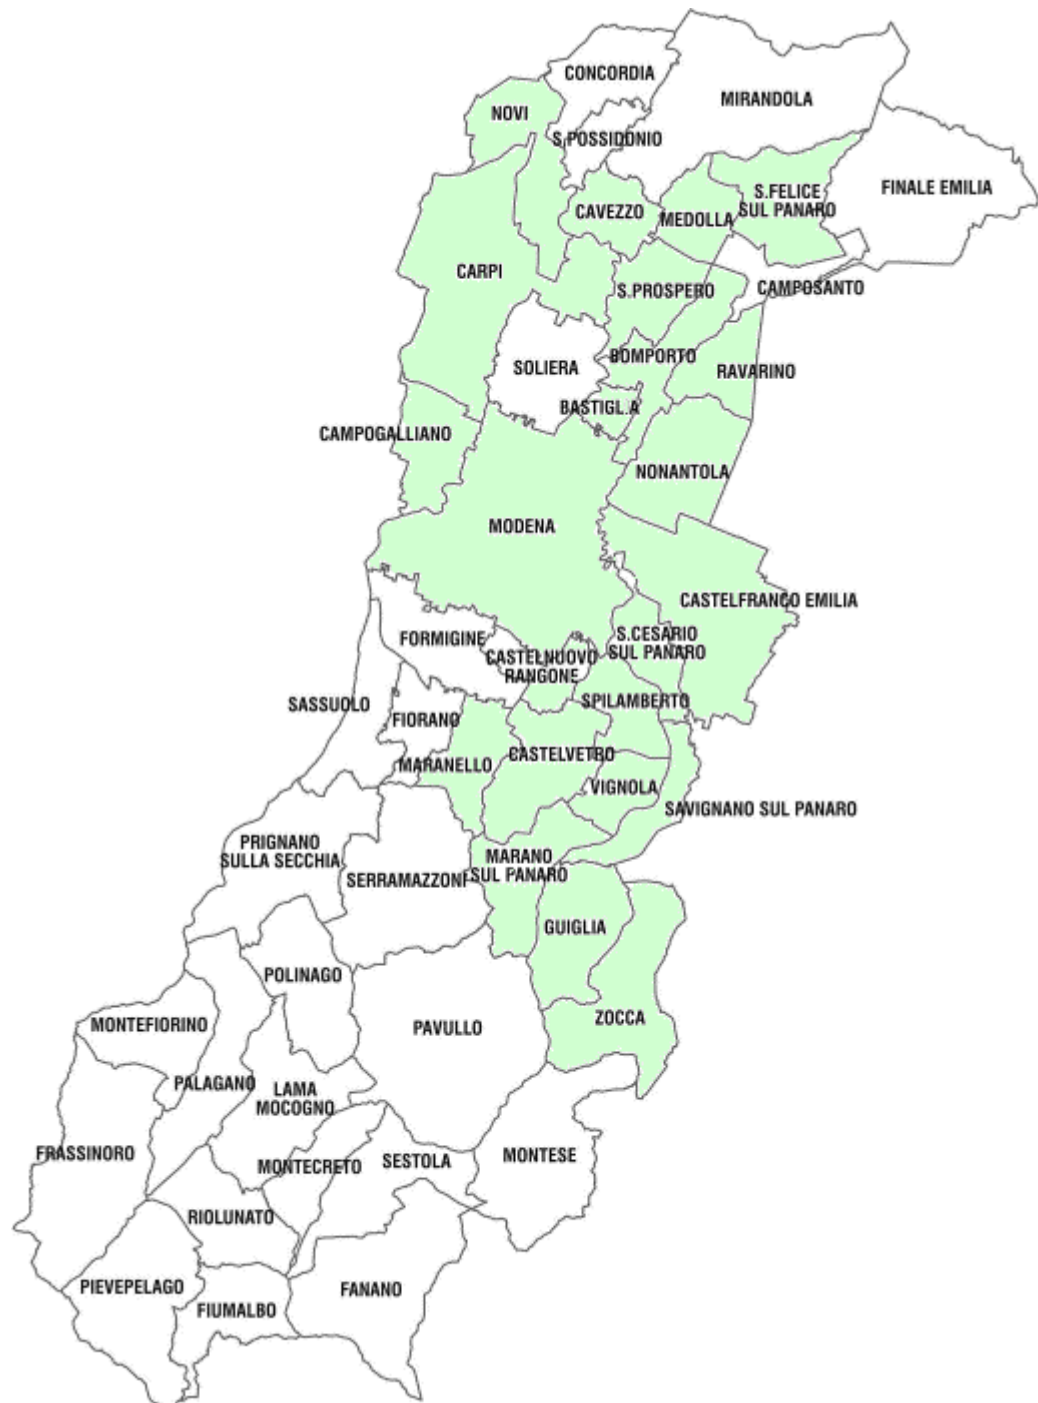 CONCORDIA
MIRANDOLA
NOVI
S.POSSIDONIO
FINALE EMILIA
S.FELICE
SUL PANARO
CAVEZZO
MEDOLLA
CARPI
CAMPOSANTO
S.PROSPERO
BOMPORTO
SOLIERA
RAVARINO
BASTIGL.A
CAMPOGALLIANO
NONANTOLA
MODENA
CASTELFRANCO EMILIA
FORMIGINE
S.CESARIO
SUL PANARO
CASTELNUOVO
RANGONE
SASSUOLO
SPILAMBERTO
FIORANO
CASTELVETRO
MARANELLO
VIGNOLA
SAVIGNANO SUL PANARO
PRIGNANO
SULLA SECCHIA
MARANO
SUL PANARO
SERRAMAZZONI
GUIGLIA
POLINAGO
ZOCCA
MONTEFIORINO
PAVULLO
PALAGANO
LAMA
MOCOGNO
FRASSINORO
MONTECRETO
SESTOLA
MONTESE
RIOLUNATO
PIEVEPELAGO
FANANO
FIUMALBO